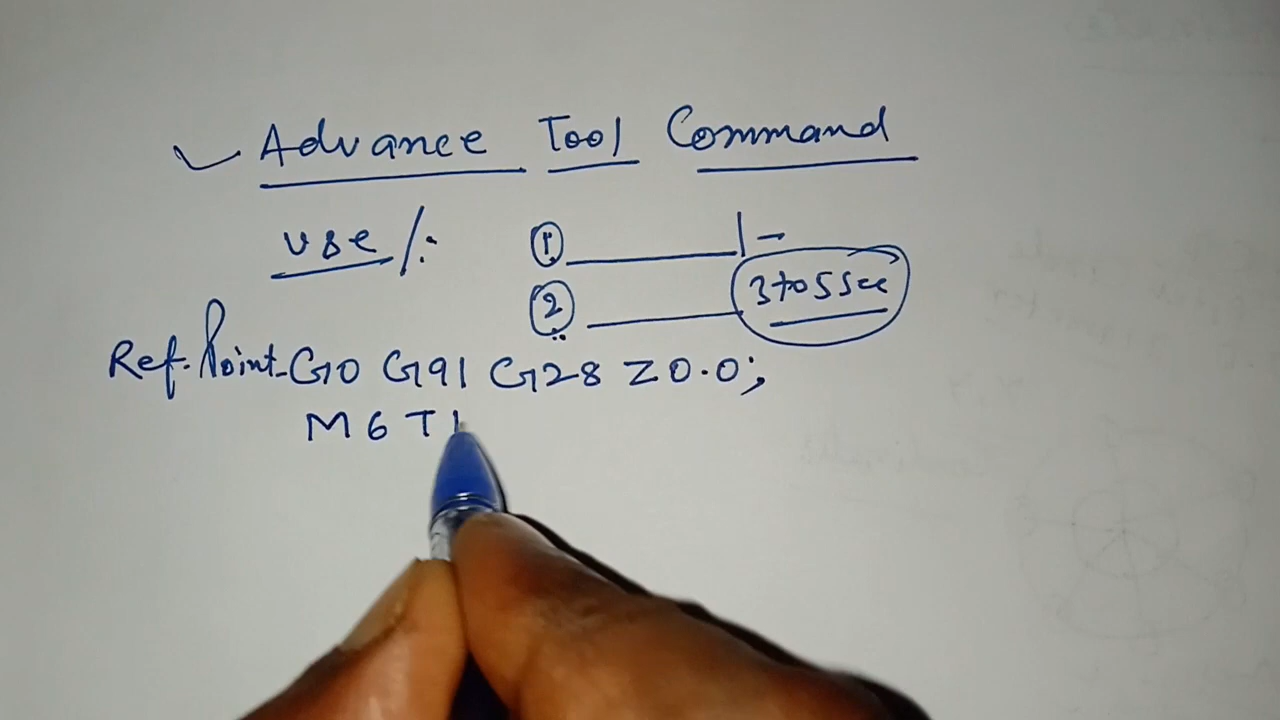 Advance Tool Command
Use /:
1
2
3 to 5 Sec
Ref. Point - G0 G91 G28 Z0.0;
M6 T1